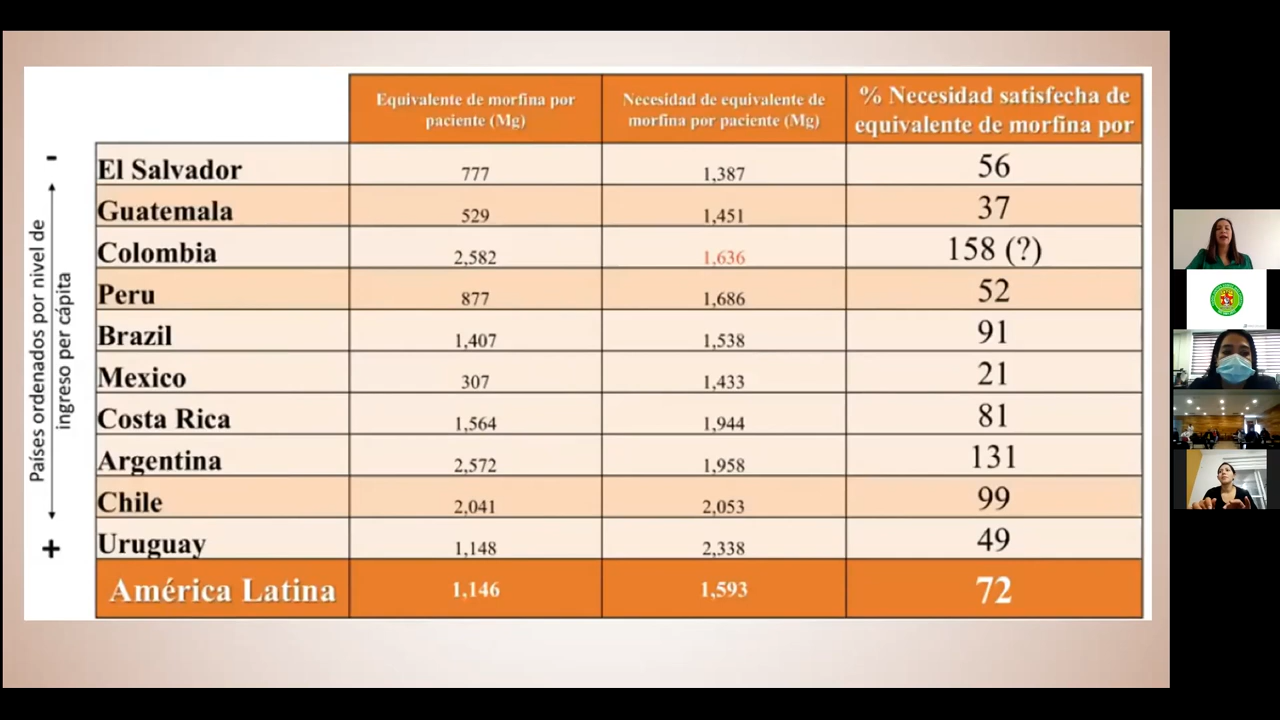 Equivalente de morfina por
paciente (Mg)
Necesidad de equivalente de
morfina por paciente (Mg)
% Necesidad satisfecha de
equivalente de morfina por
-
Países ordenados por nivel de
ingreso per cápita
+
El Salvador 777 1,387 56
Guatemala 529 1,451 37
Colombia 2,582 1,636 158 (?)
Peru 877 1,686 52
Brazil 1,407 1,538 91
Mexico 307 1,433 21
Costa Rica 1,564 1,944 81
Argentina 2,572 1,958 131
Chile 2,041 2,053 99
Uruguay 1,148 2,338 49
América Latina 1,146 1,593 72